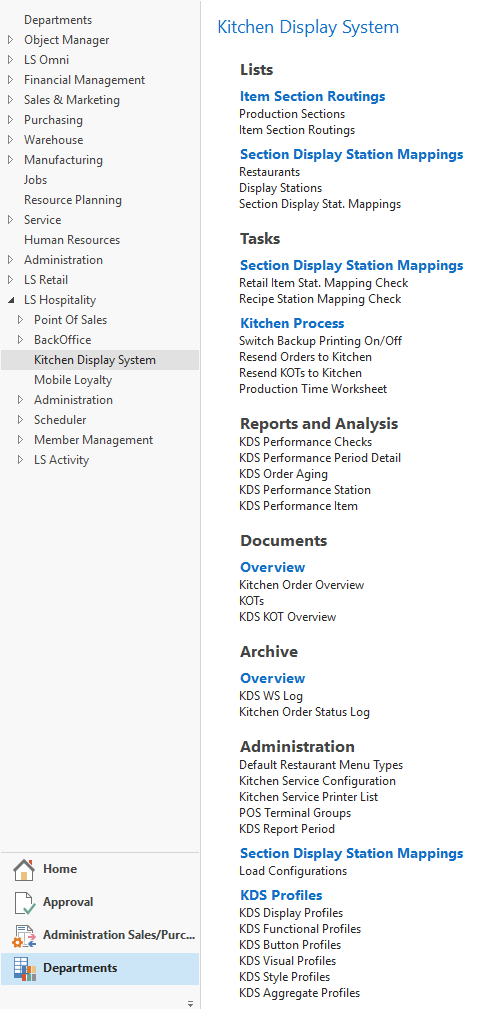 Departments
Object Manager
LS Omni
Financial Management
Sales & Marketing
Purchasing
Warehouse
Manufacturing
Jobs
Resource Planning
Service
Human Resources
Administration
LS Retail
LS Hospitality
Point Of Sales
BackOffice
Kitchen Display System
Mobile Loyalty
Administration
Scheduler
Member Management
LS Activity
Home
Approval
Administration Sales/Purc...
Departments
Kitchen Display System
Lists
Item Section Routings
Production Sections
Item Section Routings
Section Display Station Mappings
Restaurants
Display Stations
Section Display Stat. Mappings
Tasks
Section Display Station Mappings
Retail Item Stat. Mapping Check
Recipe Station Mapping Check
Kitchen Process
Switch Backup Printing On/Off
Resend Orders to Kitchen
Resend KOTs to Kitchen
Production Time Worksheet
Reports and Analysis
KDS Performance Checks
KDS Performance Period Detail
KDS Order Aging
KDS Performance Station
KDS Performance Item
Documents
Overview
Kitchen Order Overview
KOTs
KDS KOT Overview
Archive
Overview
KDS WS Log
Kitchen Order Status Log
Administration
Default Restaurant Menu Types
Kitchen Service Configuration
Kitchen Service Printer List
POS Terminal Groups
KDS Report Period
Section Display Station Mappings
Load Configurations
KDS Profiles
KDS Display Profiles
KDS Functional Profiles
KDS Button Profiles
KDS Visual Profiles
KDS Style Profiles
KDS Aggregate Profiles